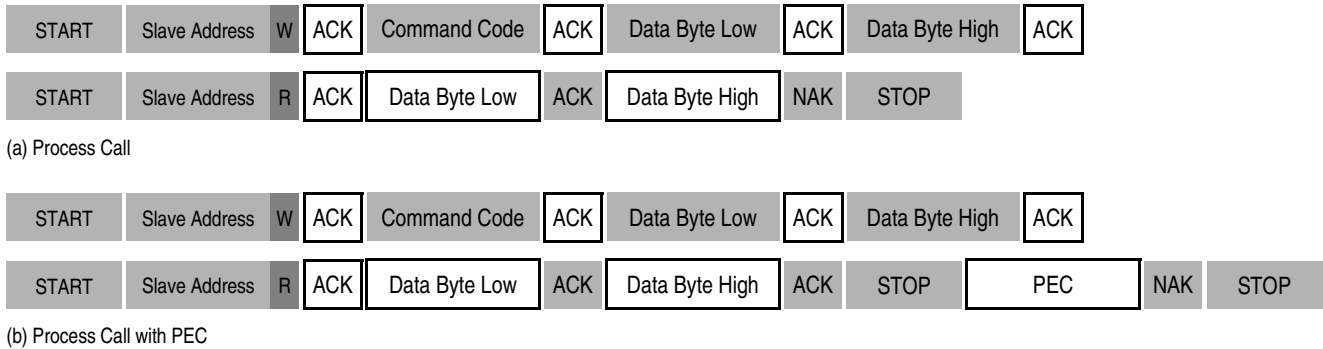 START Slave Address W ACK Command Code ACK Data Byte Low ACK Data Byte High ACK
START Slave Address R ACK Data Byte Low ACK Data Byte High NAK STOP
(a) Process Call
START Slave Address W ACK Command Code ACK Data Byte Low ACK Data Byte High ACK
START Slave Address R ACK Data Byte Low ACK Data Byte High ACK STOP PEC NAK STOP
(b) Process Call with PEC